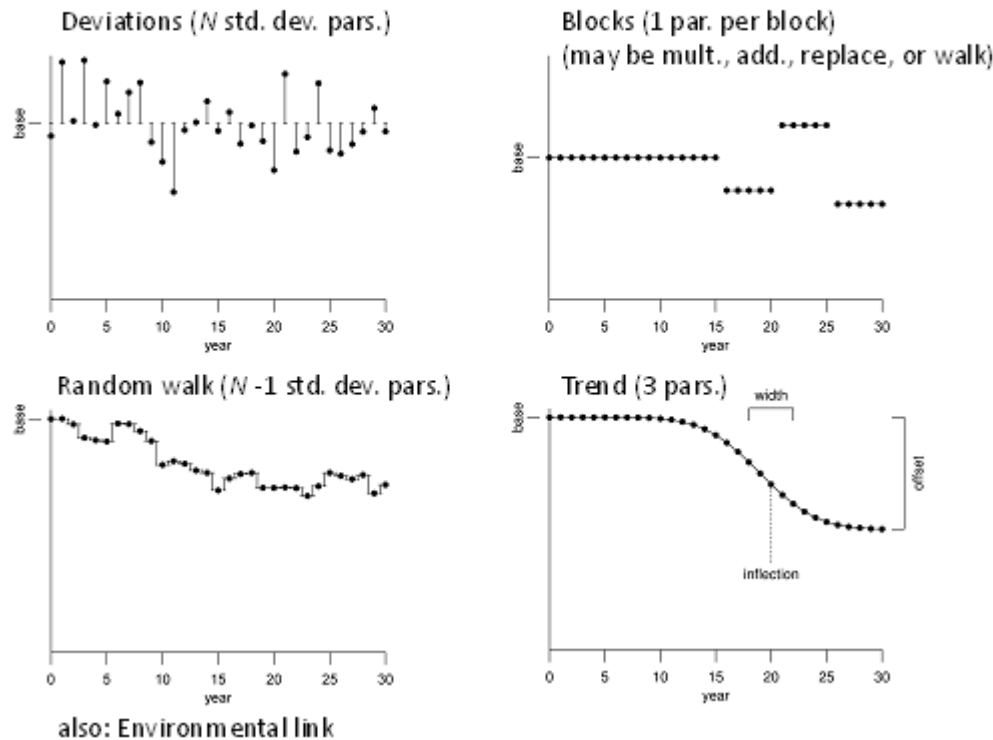 Deviations (N std. dev. pars.)
base
0 5 10 15 20 25 30
year
Blocks (1 par. per block)
(may be mult., add., replace, or walk)
base
0 5 10 15 20 25 30
year
Random walk (N -1 std. dev. pars.)
base
0 5 10 15 20 25 30
year
Trend (3 pars.)
base
width
offset
inflection
0 5 10 15 20 25 30
year
also: Environmental link